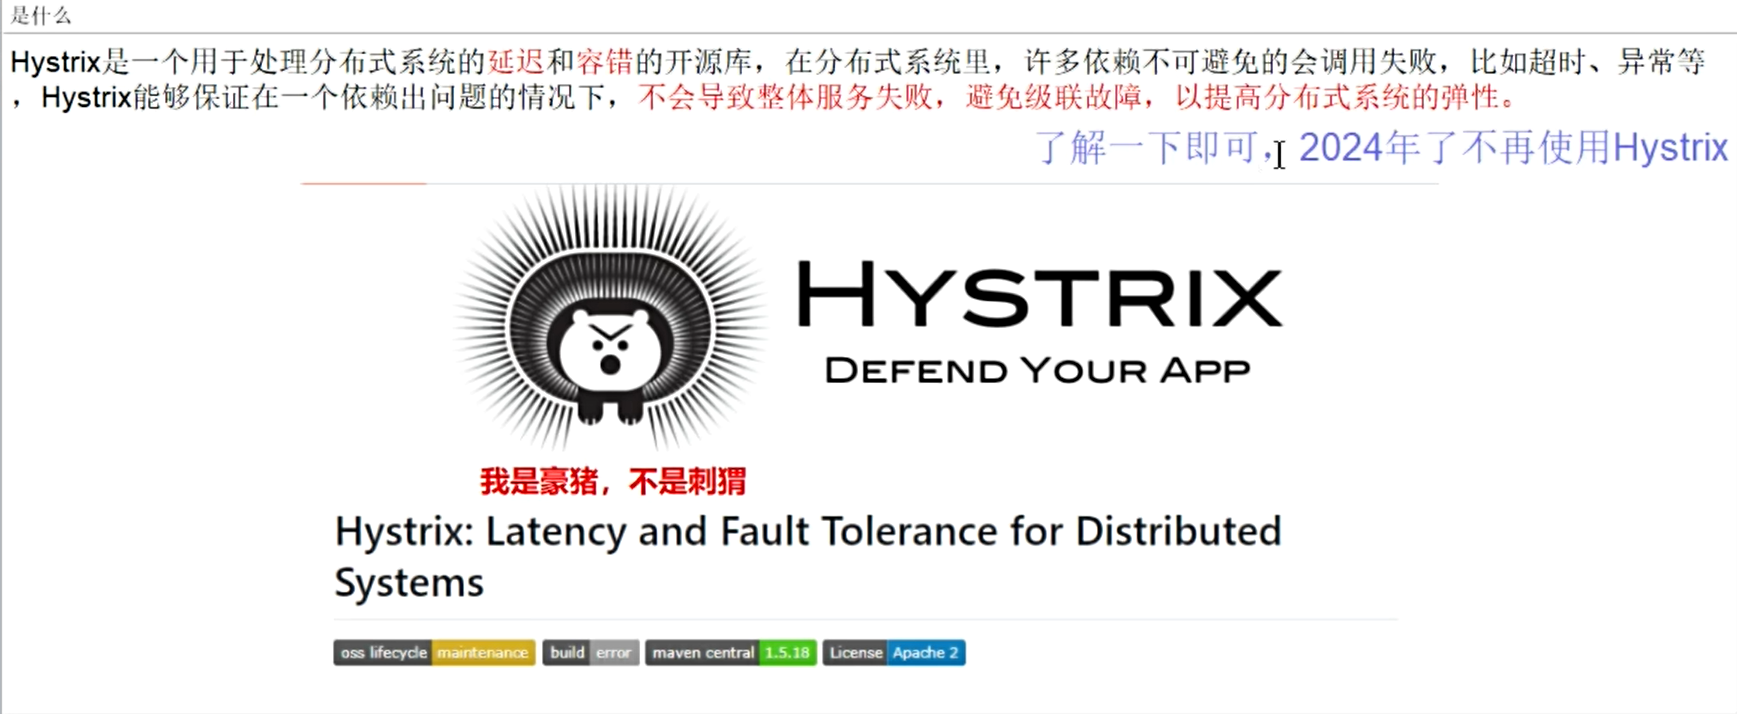 是什么
Hystrix是一个用于处理分布式系统的延迟和容错的开源库，在分布式系统里，许多依赖不可避免的会调用失败，比如超时、异常等
，Hystrix能够保证在一个依赖出问题的情况下，不会导致整体服务失败，避免级联故障，以提高分布式系统的弹性。
了解一下即可，2024年了不再使用Hystrix
HYSTRIX
DEFEND YOUR APP
我是豪猪，不是刺猬
Hystrix: Latency and Fault Tolerance for Distributed
Systems
oss lifecycle maintenance build error maven central 1.5.18 License Apache 2